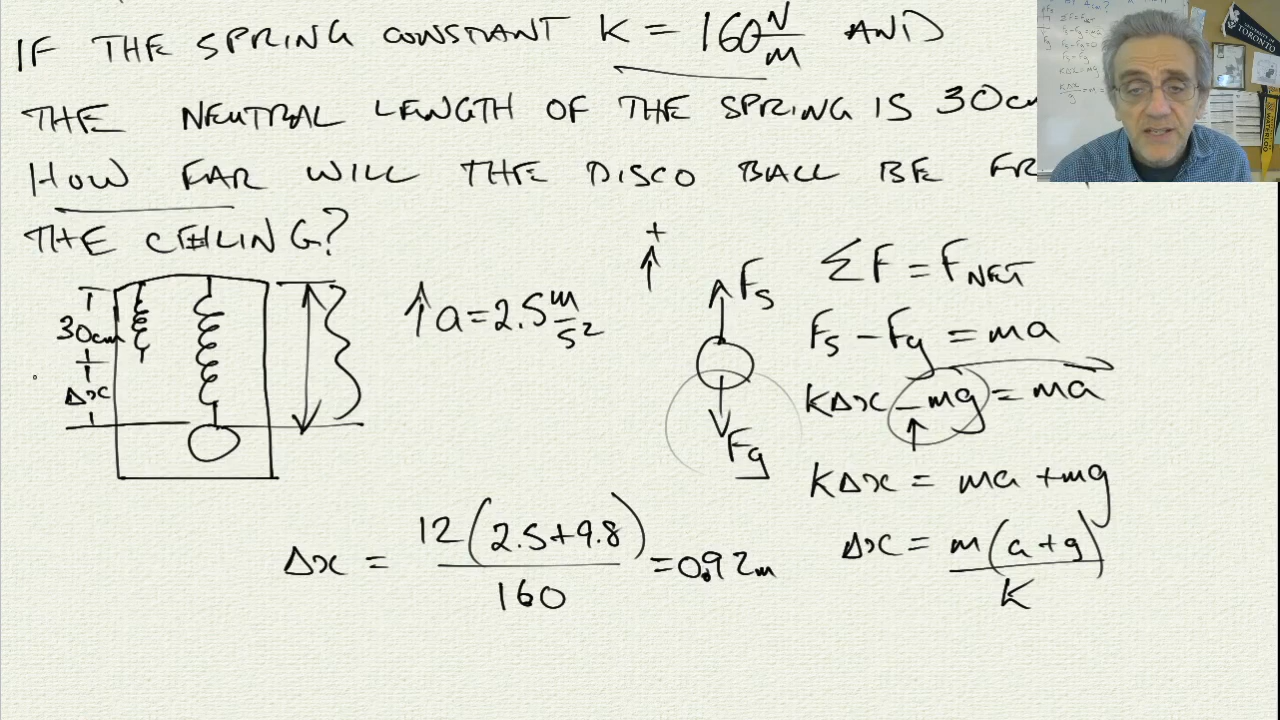 IF THE SPRING CONSTANT K = 160 N/m AND
THE NEUTRAL LENGTH OF THE SPRING IS 30cm
HOW FAR WILL THE DISCO BALL BE
THE CEILING?
30cm
Δx
↑ a = 2.5 m/s²
+
↑
Fs
Fg
ΣF = FNET
Fs - Fg = ma
KΔx - mg = ma
KΔx = ma + mg
Δx = m(a+g)/K
Δx = 12(2.5+9.8)/160 = 0.92m
TORONTO